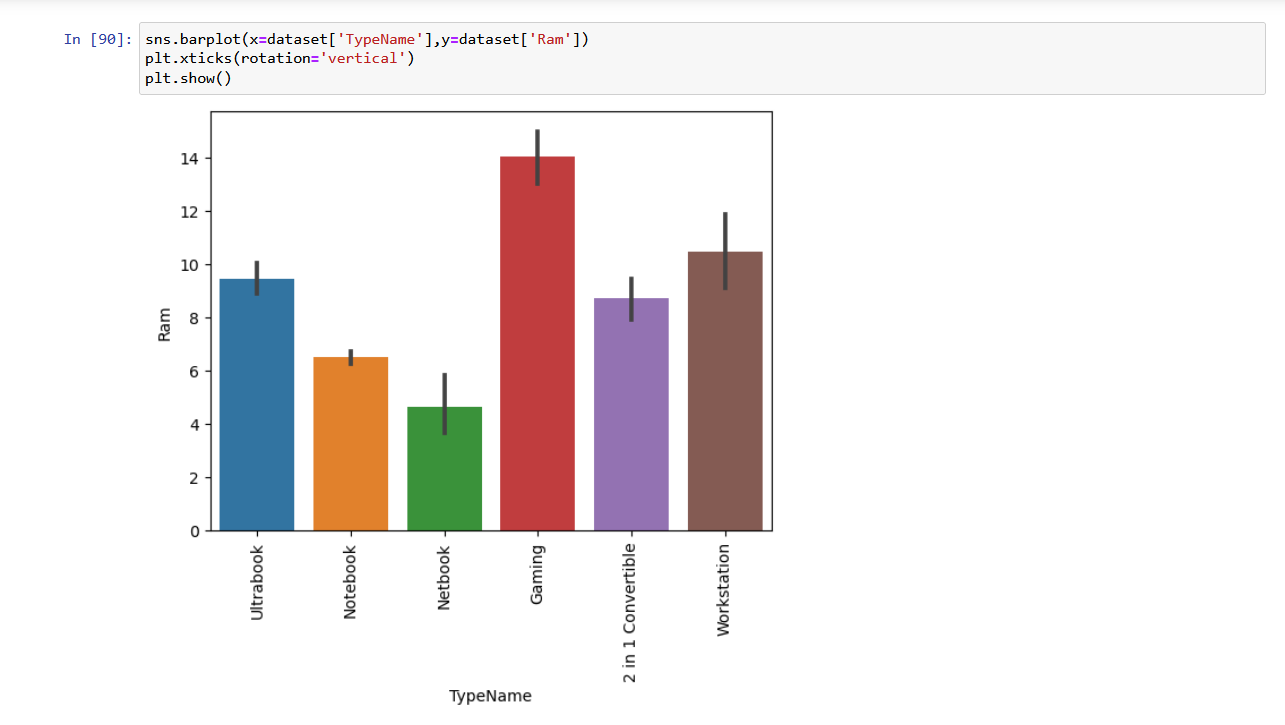 In [90]: sns.barplot(x=dataset['TypeName'],y=dataset['Ram'])
plt.xticks(rotation='vertical')
plt.show()
14
12
10
8
6
4
2
0
Ram
Ultrabook
Notebook
Netbook
Gaming
2 in 1 Convertible
Workstation
TypeName